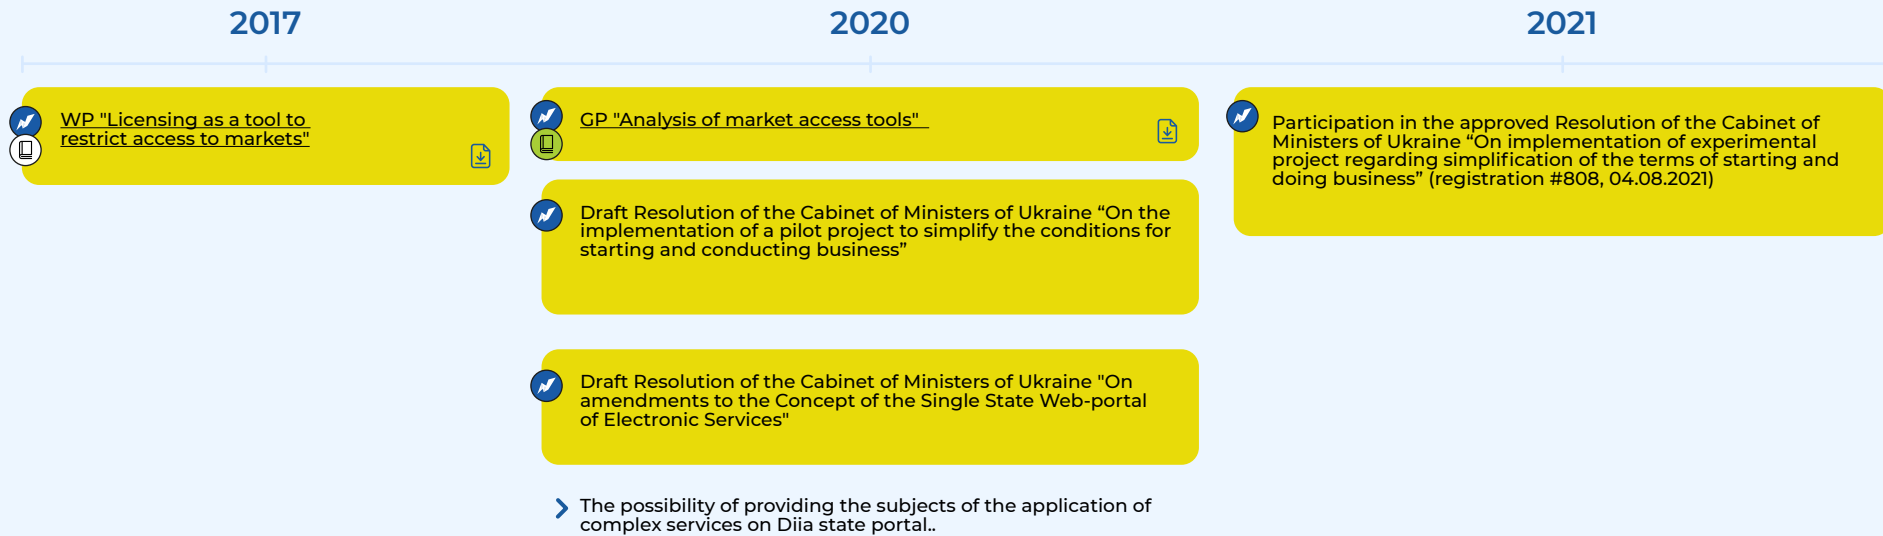 2017
2020
2021
WP "Licensing as a tool to
restrict access to markets"
GP "Analysis of market access tools"
Draft Resolution of the Cabinet of Ministers of Ukraine “On the
implementation of a pilot project to simplify the conditions for
starting and conducting business”
Draft Resolution of the Cabinet of Ministers of Ukraine "On
amendments to the Concept of the Single State Web-portal
of Electronic Services"
The possibility of providing the subjects of the application of
complex services on Diia state portal..
Participation in the approved Resolution of the Cabinet of
Ministers of Ukraine “On implementation of experimental
project regarding simplification of the terms of starting and
doing business” (registration #808, 04.08.2021)